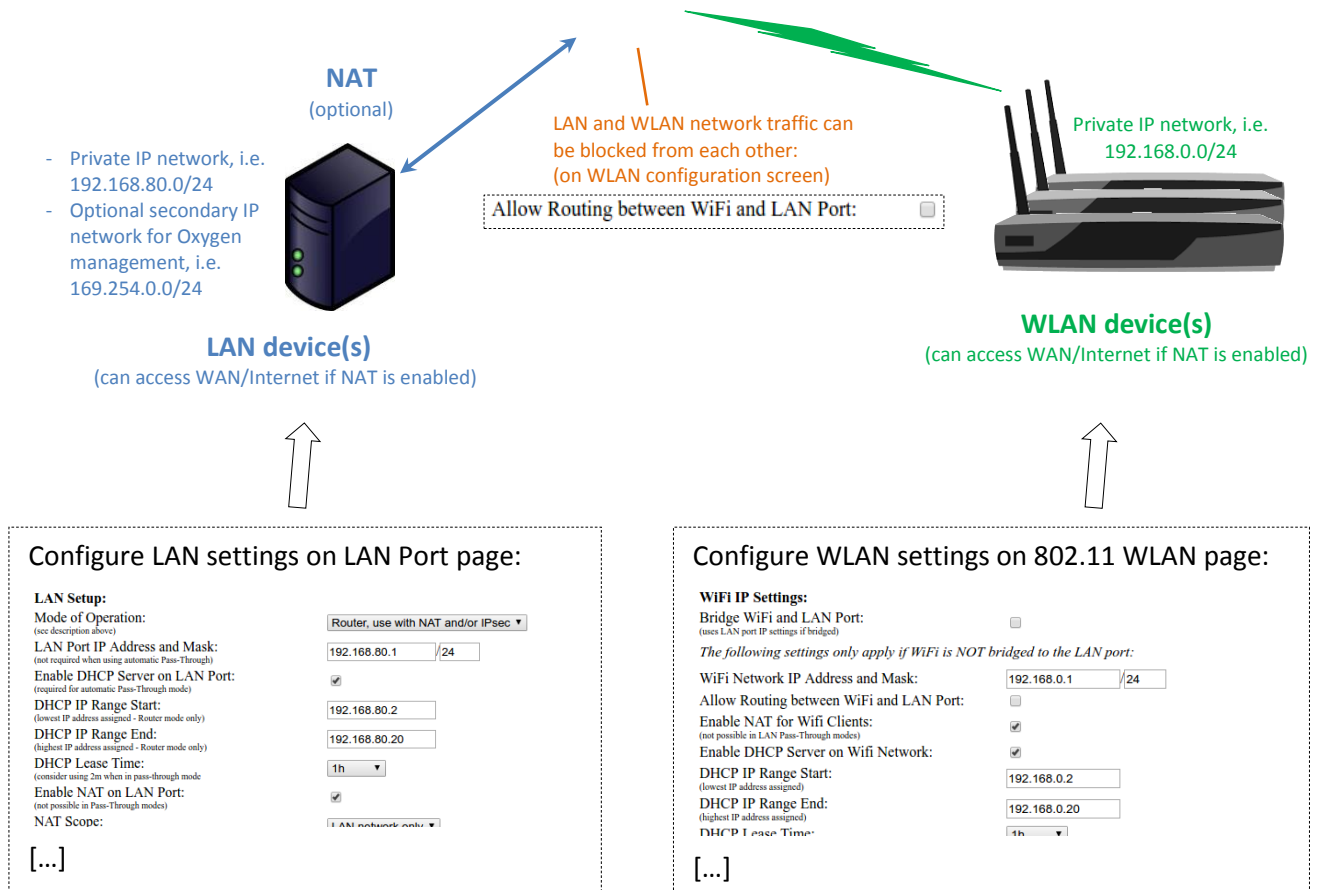 NAT
(optional)
- Private IP network, i.e.
192.168.80.0/24
- Optional secondary IP
network for Oxygen
management, i.e.
169.254.0.0/24
LAN device(s)
(can access WAN/Internet if NAT is enabled)
LAN and WLAN network traffic can
be blocked from each other:
(on WLAN configuration screen)
Allow Routing between WiFi and LAN Port:
Private IP network, i.e.
192.168.0.0/24
WLAN device(s)
(can access WAN/Internet if NAT is enabled)
Configure LAN settings on LAN Port page:
LAN Setup:
Mode of Operation: Router, use with NAT and/or IPsec
(see description above)
LAN Port IP Address and Mask: 192.168.80.1 / 24
(not required when using automatic Pass-Through)
Enable DHCP Server on LAN Port:
(required for automatic Pass-Through mode)
DHCP IP Range Start: 192.168.80.2
(lowest IP address assigned - Router mode only)
DHCP IP Range End: 192.168.80.20
(highest IP address assigned - Router mode only)
DHCP Lease Time: 1h
(consider using 2m when in pass-through mode
Enable NAT on LAN Port:
(not possible in Pass-Through modes)
NAT Scope: LAN network only
[...]
Configure WLAN settings on 802.11 WLAN page:
WiFi IP Settings:
Bridge WiFi and LAN Port:
(uses LAN port IP settings if bridged)
The following settings only apply if WiFi is NOT bridged to the LAN port:
WiFi Network IP Address and Mask: 192.168.0.1 / 24
Allow Routing between WiFi and LAN Port:
Enable NAT for Wifi Clients:
(not possible in LAN Pass-Through modes)
Enable DHCP Server on Wifi Network:
DHCP IP Range Start: 192.168.0.2
(lowest IP address assigned)
DHCP IP Range End: 192.168.0.20
(highest IP address assigned)
DHCP Lease Time: 1h
[...]